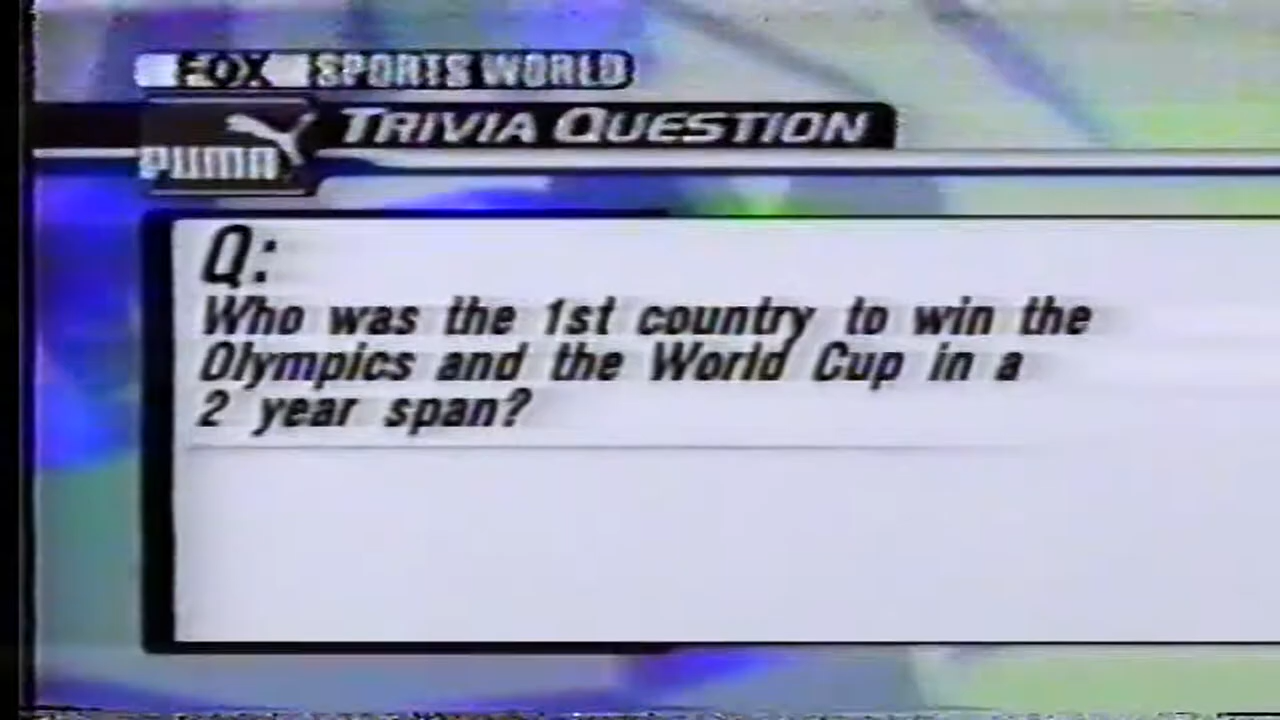 FOX SPORTS WORLD
PUMA TRIVIA QUESTION
Q:
Who was the 1st country to win the
Olympics and the World Cup in a
2 year span?